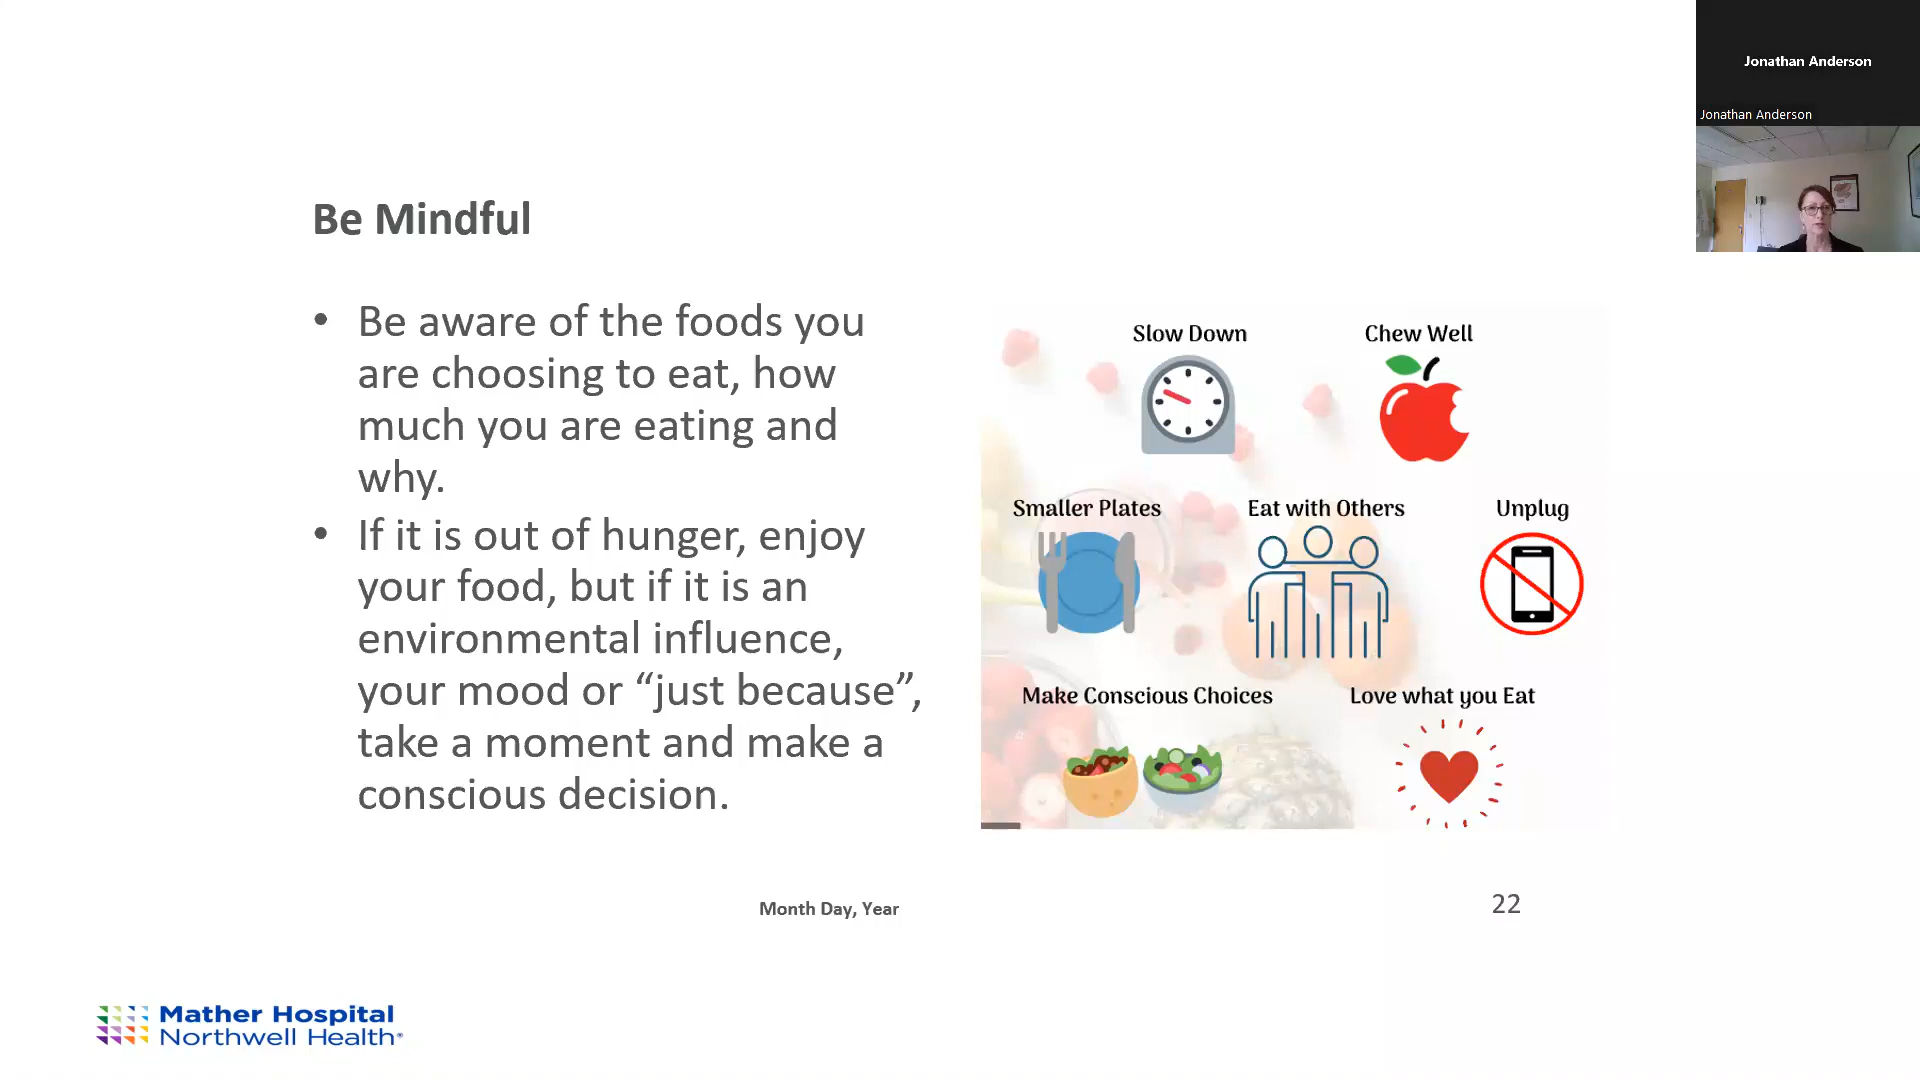 Jonathan Anderson
Jonathan Anderson
Be Mindful
• Be aware of the foods you
are choosing to eat, how
much you are eating and
why.
• If it is out of hunger, enjoy
your food, but if it is an
environmental influence,
your mood or “just because”,
take a moment and make a
conscious decision.
Slow Down
Chew Well
Smaller Plates
Eat with Others
Unplug
Make Conscious Choices
Love what you Eat
Month Day, Year
22
Mather Hospital
Northwell Health®